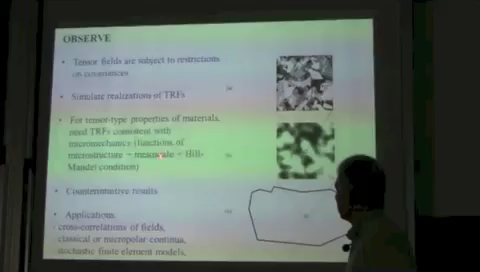 OBSERVE
• Tensor fields are subject to restrictions
on covariances
• Simulate realizations of TRFs
• For tensor-type properties of materials,
need TRFs consistent with
micromechanics (functions of
microstructure + mesoscale + Hill-
Mandel condition)
• Counterintuitive results
• Applications:
cross-correlations of fields,
classical or micropolar continua,
stochastic finite element models,